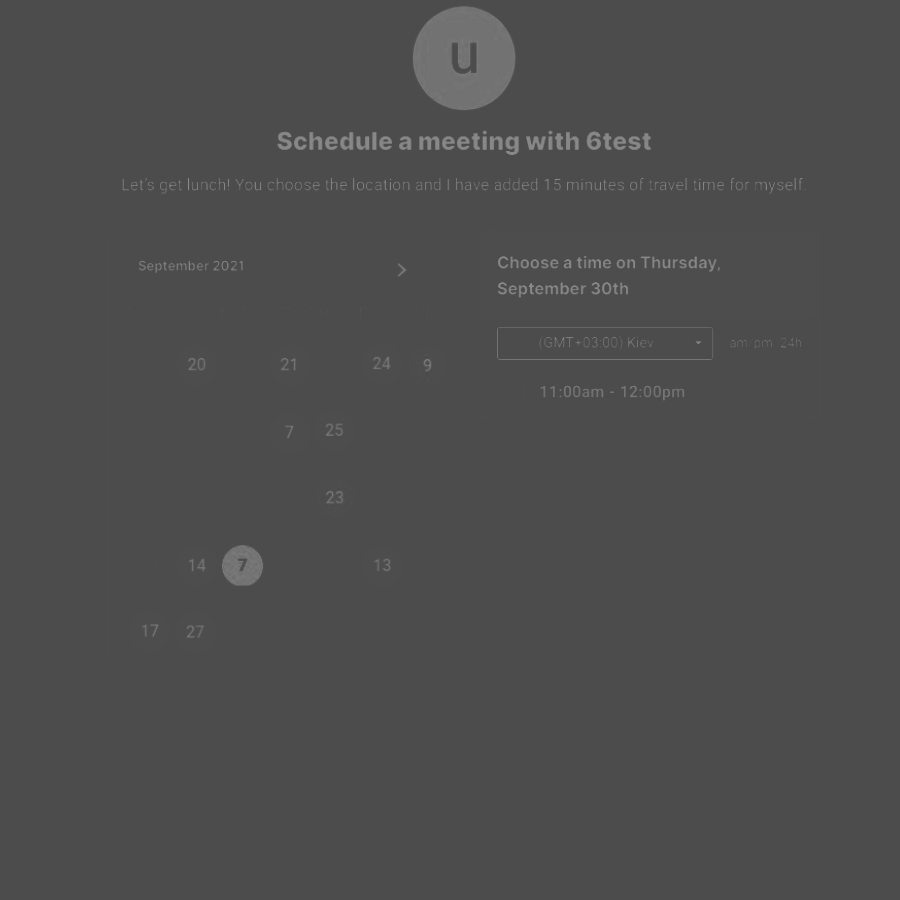 u
Schedule a meeting with 6test
Let's get lunch! You choose the location and I have added 15 minutes of travel time for myself.
September 2021
20 21 24 9
7 25
23
14 7 13
17 27
Choose a time on Thursday,
September 30th
(GMT+03:00) Kiev
am pm 24h
11:00am - 12:00pm